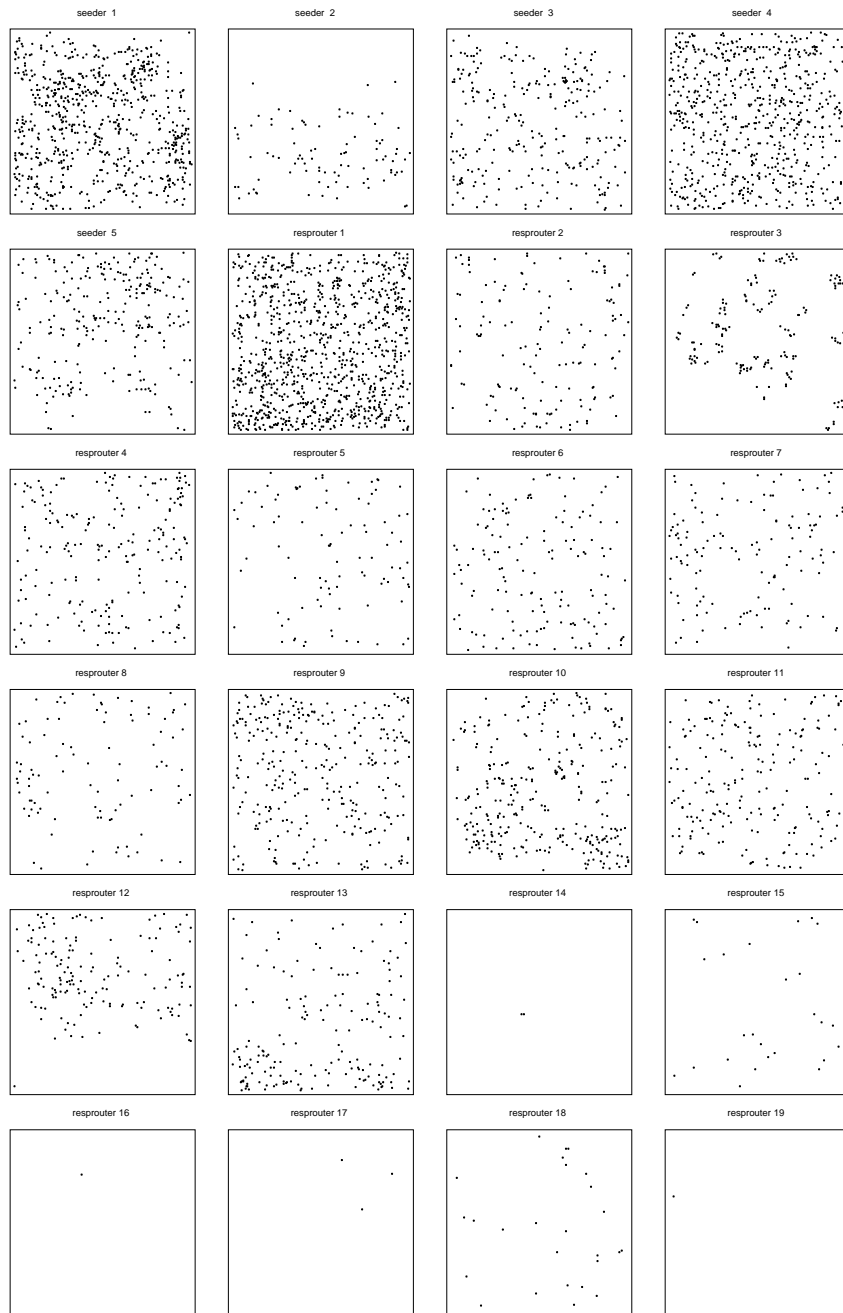 seeder 1
seeder 2
seeder 3
seeder 4
seeder 5
resprouter 1
resprouter 2
resprouter 3
resprouter 4
resprouter 5
resprouter 6
resprouter 7
resprouter 8
resprouter 9
resprouter 10
resprouter 11
resprouter 12
resprouter 13
resprouter 14
resprouter 15
resprouter 16
resprouter 17
resprouter 18
resprouter 19